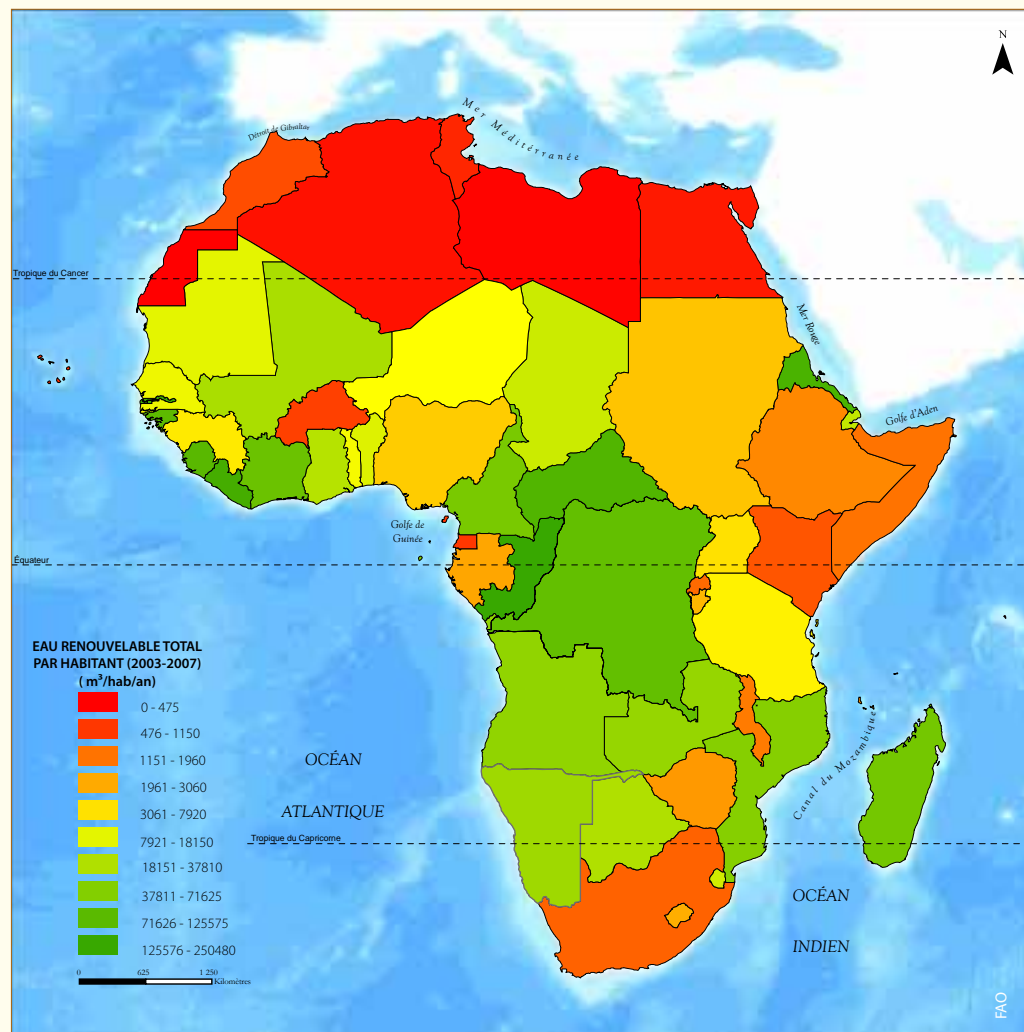 N
Mer Méditérranée
Détroit de Gibraltar
Tropique du Cancer
Mer Rouge
Golfe d'Aden
Golfe de
Guinée
Équateur
EAU RENOUVELABLE TOTAL
PAR HABITANT (2003-2007)
( m³/hab/an)
0 - 475
476 - 1150
1151 - 1960
1961 - 3060
3061 - 7920
7921 - 18150
18151 - 37810
37811 - 71625
71626 - 125575
125576 - 250480
0 625 1 250
Kilomètres
OCÉAN
ATLANTIQUE
Tropique du Capricorne
Canal du Mozambique
OCÉAN
INDIEN
FAO